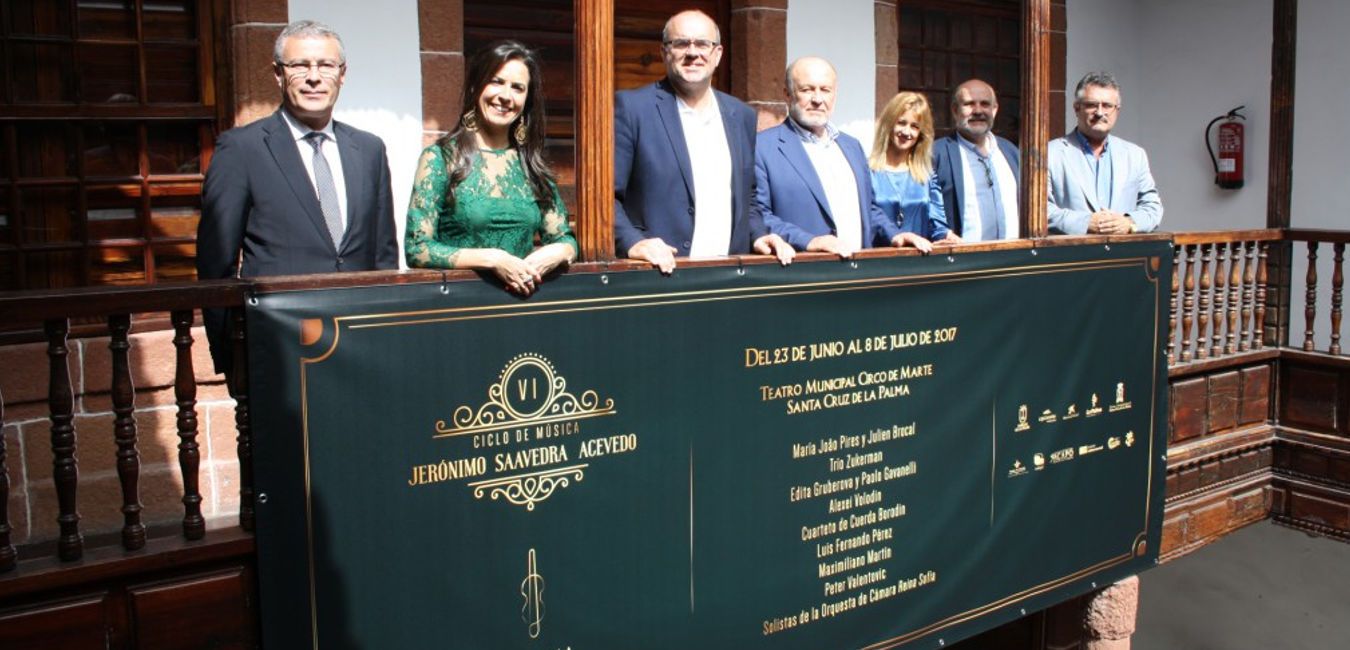 VI
CICLO DE MÚSICA
JERÓNIMO SAAVEDRA ACEVEDO
DEL 23 DE JUNIO AL 8 DE JULIO DE 2017
TEATRO MUNICIPAL CIRCO DE MARTE
SANTA CRUZ DE LA PALMA
María João Pires y Julien Brocal
Trío Zukerman
Edita Gruberova y Paolo Gavanelli
Alexei Volodin
Cuarteto de Cuerda Borodin
Luis Fernando Pérez
Maximiliano Martín
Peter Valentovic
Solistas de la Orquesta de Cámara Reina Sofía